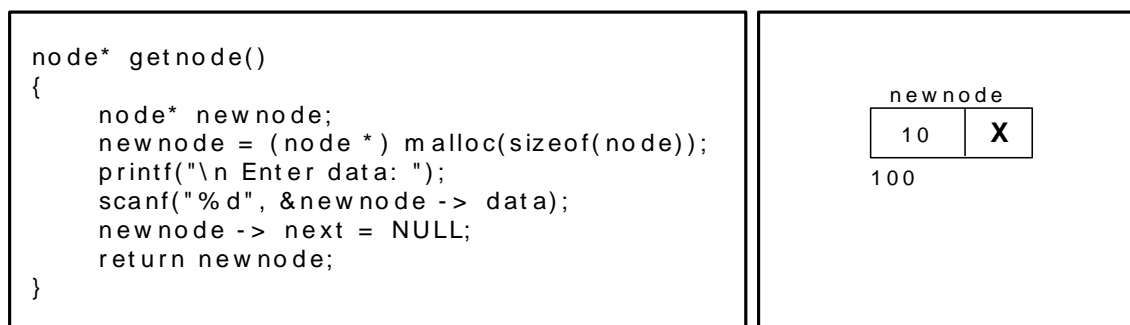 node* getnode()
{
node* newnode;
newnode = (node *) malloc(sizeof(node));
printf("\n Enter data: ");
scanf("%d", &newnode -> data);
newnode -> next = NULL;
return newnode;
}
newnode
10 X
100